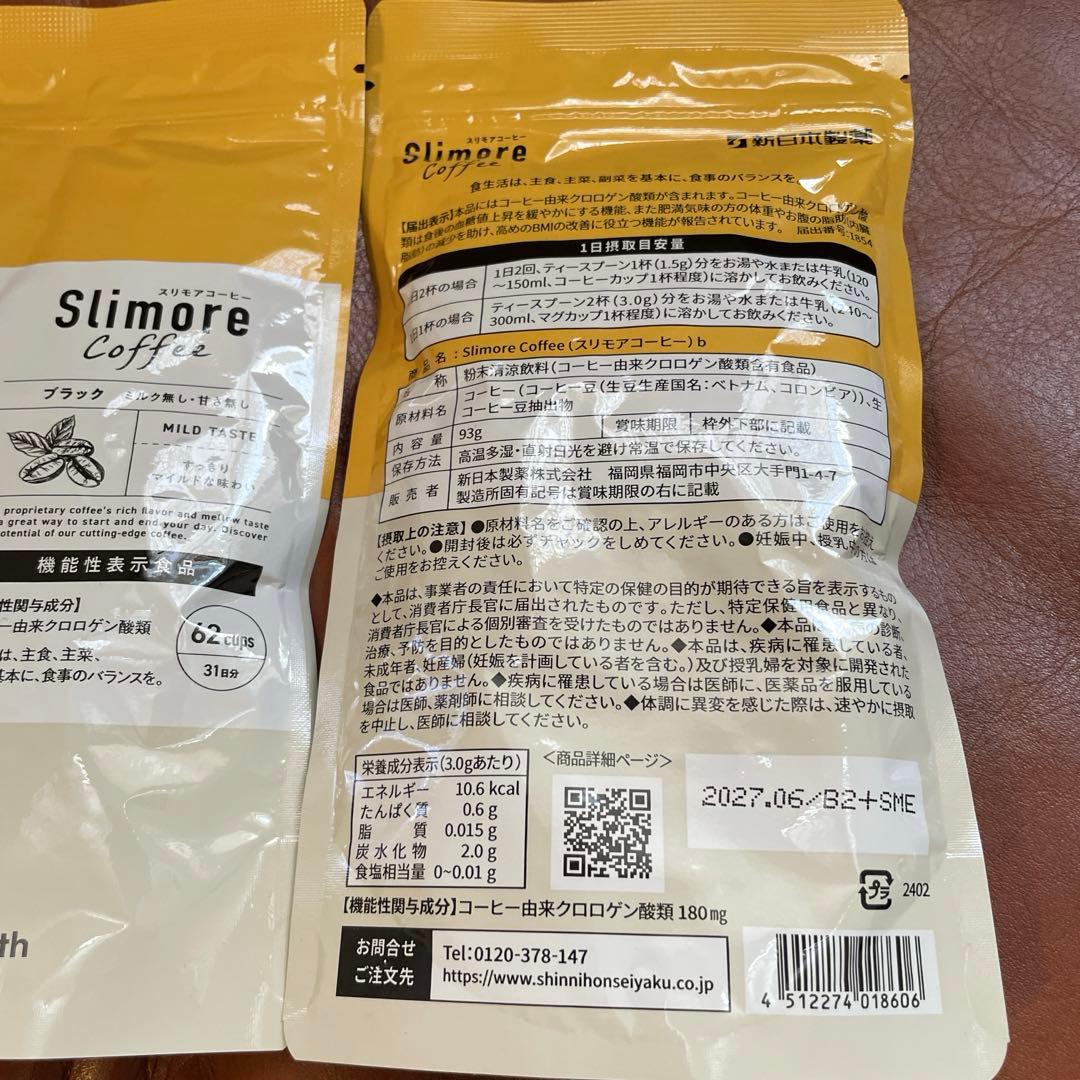 スリモアコーヒー
Slimore
Coffee
ブラック ミルク無し・甘さ無し
MILD TASTE
すっきり
マイルドな味わい
proprietary coffee's rich flavor and mellow taste
a great way to start and end your day. Discover
potential of our cutting-edge coffee.
機能性表示食品
性関与成分】
ー由来クロロゲン酸類
は、主食、主菜、
基本に、食事のバランスを。
62 cups
31日分
th
スリモアコーヒー
Slimore
Coffee
新日本製薬
食生活は、主食、主菜、副菜を基本に、食事のバランスを。
【届出表示】本品にはコーヒー由来クロロゲン酸類が含まれます。コーヒー由来クロロゲン酸
類は食後の血糖値上昇を緩やかにする機能、また肥満気味の方の体重やお腹の脂肪(内臓
脂肪)の減少を助け、高めのBMIの改善に役立つ機能が報告されています。 届出番号:I854
1日摂取目安量
日2杯の場合 1日2回、ティースプーン1杯(1.5g)分をお湯や水または牛乳(120
～150ml、コーヒーカップ1杯程度)に溶かしてお飲みください。
1日1杯の場合 ティースプーン2杯(3.0g)分をお湯や水または牛乳(240～
300ml、マグカップ1杯程度)に溶かしてお飲みください。
商品名:Slimore Coffee(スリモアコーヒー)b
名称 粉末清涼飲料(コーヒー由来クロロゲン酸類含有食品)
原材料名 コーヒー(コーヒー豆(生豆生産国名:ベトナム、コロンビア))、生
コーヒー豆抽出物
内容量 93g 賞味期限 枠外下部に記載
保存方法 高温多湿・直射日光を避け常温で保存してください。
販売者 新日本製薬株式会社 福岡県福岡市中央区大手門1-4-7
製造所固有記号は賞味期限の右に記載
【摂取上の注意】●原材料名をご確認の上、アレルギーのある方はご使用をお控え
ください。●開封後は必ずチャックをしめてください。●妊娠中、授乳中の方は
ご使用をお控えください。
◆本品は、事業者の責任において特定の保健の目的が期待できる旨を表示するもの
として、消費者庁長官に届出されたものです。ただし、特定保健用食品と異なり、
消費者庁長官による個別審査を受けたものではありません。◆本品は、の診断、
治療、予防を目的としたものではありません。◆本品は、疾病に罹患している者、
未成年者、妊産婦(妊娠を計画している者を含む。)及び授乳婦を対象に開発された
食品ではありません。◆疾病に罹患している場合は医師に、医薬品を服用している
場合は医師、薬剤師に相談してください。◆体調に異変を感じた際は、速やかに摂取
を中止し、医師に相談してください。
栄養成分表示(3.0gあたり)
エネルギー 10.6 kcal
たんぱく質 0.6 g
脂質 0.015 g
炭水化物 2.0 g
食塩相当量 0~0.01 g
<商品詳細ページ>
2027.06/B2+SME
プラ
2402
【機能性関与成分】コーヒー由来クロロゲン酸類 180mg
お問合せ
・
ご注文先
Tel:0120-378-147
https://www.shinnihonseiyaku.co.jp
4 512274 018606